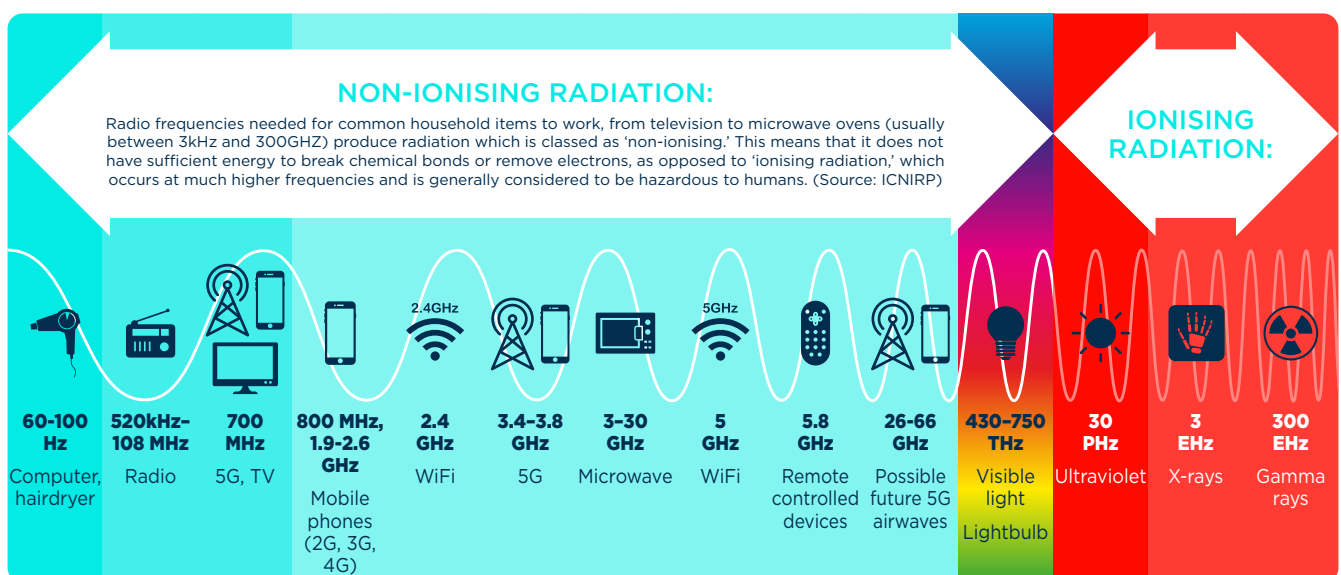 NON-IONISING RADIATION:
Radio frequencies needed for common household items to work, from television to microwave ovens (usually
between 3kHz and 300GHZ) produce radiation which is classed as ‘non-ionising.’ This means that it does not
have sufficient energy to break chemical bonds or remove electrons, as opposed to ‘ionising radiation,’ which
occurs at much higher frequencies and is generally considered to be hazardous to humans. (Source: ICNIRP)
IONISING
RADIATION:
2.4GHz
5GHz
60-100
Hz
Computer,
hairdryer
520kHz–
108 MHz
Radio
700
MHz
5G, TV
800 MHz,
1.9-2.6
GHz
Mobile
phones
(2G, 3G,
4G)
2.4
GHz
WiFi
3.4–3.8
GHz
5G
3–30
GHz
Microwave
5
GHz
WiFi
5.8
GHz
Remote
controlled
devices
26-66
GHz
Possible
future 5G
airwaves
430–750
THz
Visible
light
Lightbulb
30
PHz
Ultraviolet
3
EHz
X-rays
300
EHz
Gamma
rays